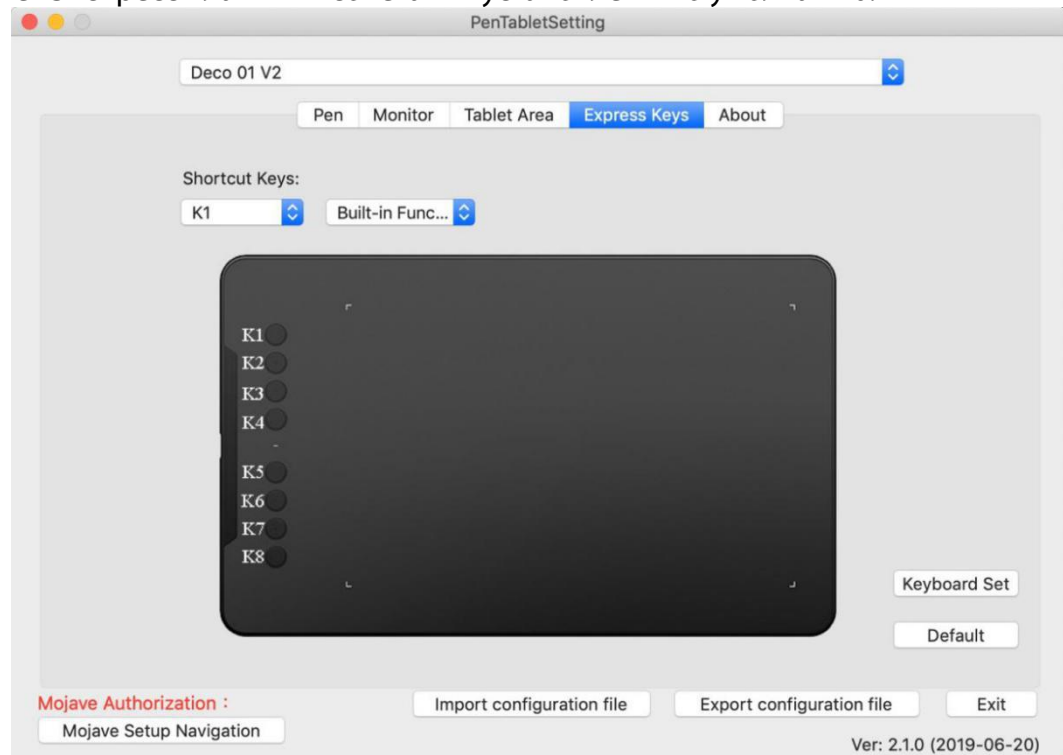 PenTabletSetting
Deco 01 V2
Pen Monitor Tablet Area Express Keys About
Shortcut Keys:
K1 Built-in Func...
K1
K2
K3
K4
K5
K6
K7
K8
Keyboard Set
Default
Mojave Authorization :
Import configuration file Export configuration file Exit
Mojave Setup Navigation
Ver: 2.1.0 (2019-06-20)